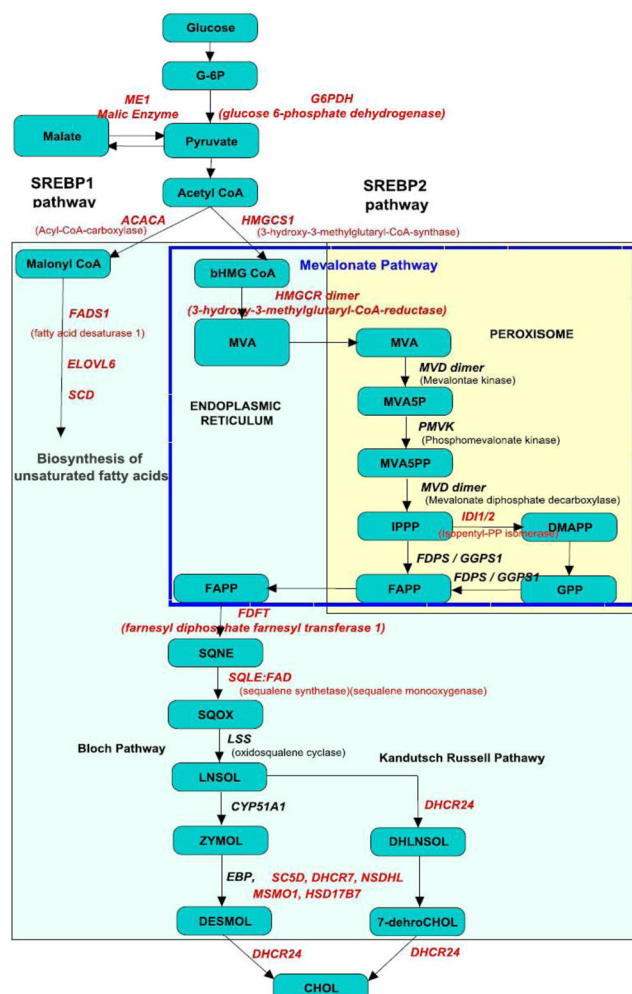 Glucose
G-6P
ME1
Malic Enzyme
G6PDH
(glucose 6-phosphate dehydrogenase)
Malate
Pyruvate
SREBP1
pathway
Acetyl CoA
SREBP2
pathway
ACACA
(Acyl-CoA-carboxylase)
HMGCS1
(3-hydroxy-3-methylglutaryl-CoA-synthase)
Malonyl CoA
bHMG CoA
Mevalonate Pathway
HMGCR dimer
(3-hydroxy-3-methylglutaryl-CoA-reductase)
FADS1
(fatty acid desaturase 1)
MVA
MVA
PEROXISOME
ELOVL6
MVD dimer
(Mevalontae kinase)
SCD
MVA5P
ENDOPLASMIC
RETICULUM
PMVK
(Phosphomevalonate kinase)
Biosynthesis of
unsaturated fatty acids
MVA5PP
MVD dimer
(Mevalonate diphosphate decarboxylase)
IPPP
IDI1/2
(Isopentyl-PP isomerase)
DMAPP
FDPS / GGPS1
FDPS / GGPS1
FAPP
FAPP
GPP
FDFT
(farnesyl diphosphate farnesyl transferase 1)
SQNE
SQLE:FAD
(sequalene synthetase)(sequalene monooxygenase)
SQOX
Bloch Pathway
LSS
(oxidosqualene cyclase)
Kandutsch Russell Pathawy
LNSOL
CYP51A1
DHCR24
ZYMOL
DHLNSOL
EBP, SC5D, DHCR7, NSDHL
MSMO1, HSD17B7
DESMOL
7-dehroCHOL
DHCR24
DHCR24
CHOL